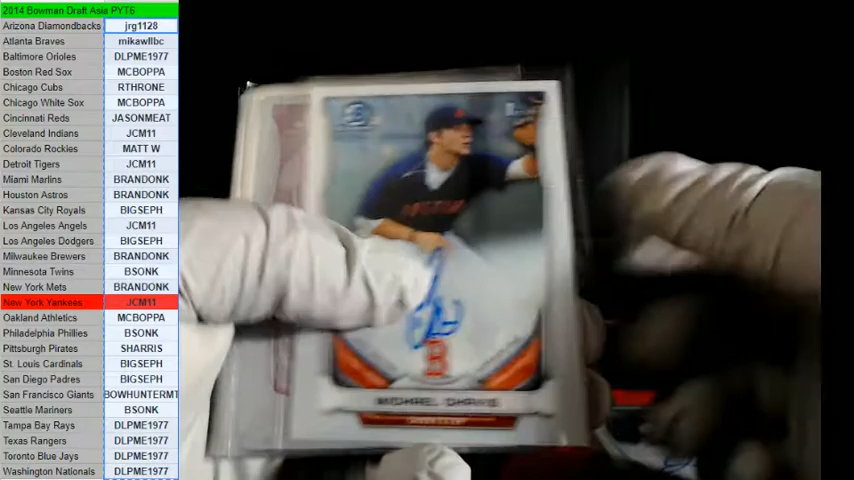 2014 Bowman Draft Asia PYT6
Arizona Diamondbacks jrg1128
Atlanta Braves mikawllbc
Baltimore Orioles DLPME1977
Boston Red Sox MCBOPPA
Chicago Cubs RTHRONE
Chicago White Sox MCBOPPA
Cincinnati Reds JASONMEAT
Cleveland Indians JCM11
Colorado Rockies MATT W
Detroit Tigers JCM11
Miami Marlins BRANDONK
Houston Astros BRANDONK
Kansas City Royals BIGSEPH
Los Angeles Angels JCM11
Los Angeles Dodgers BIGSEPH
Milwaukee Brewers BRANDONK
Minnesota Twins BSONK
New York Mets BRANDONK
New York Yankees JCM11
Oakland Athletics MCBOPPA
Philadelphia Phillies BSONK
Pittsburgh Pirates SHARRIS
St. Louis Cardinals BIGSEPH
San Diego Padres BIGSEPH
San Francisco Giants BOWHUNTERMT
Seattle Mariners BSONK
Tampa Bay Rays DLPME1977
Texas Rangers DLPME1977
Toronto Blue Jays DLPME1977
Washington Nationals DLPME1977
B
MICHAEL CHAVIS